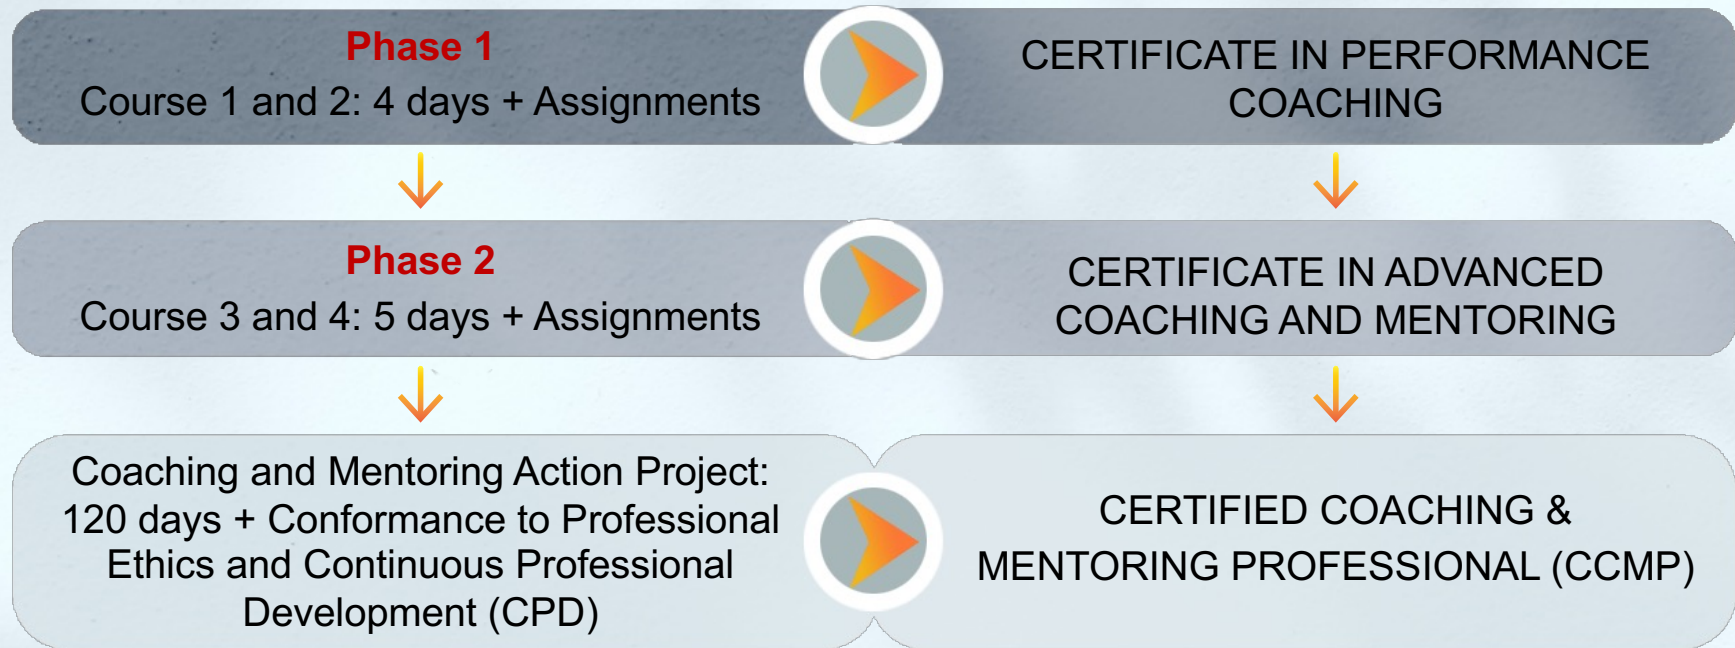 Phase 1
Course 1 and 2: 4 days + Assignments
CERTIFICATE IN PERFORMANCE
COACHING
Phase 2
Course 3 and 4: 5 days + Assignments
CERTIFICATE IN ADVANCED
COACHING AND MENTORING
Coaching and Mentoring Action Project:
120 days + Conformance to Professional
Ethics and Continuous Professional
Development (CPD)
CERTIFIED COACHING &
MENTORING PROFESSIONAL (CCMP)